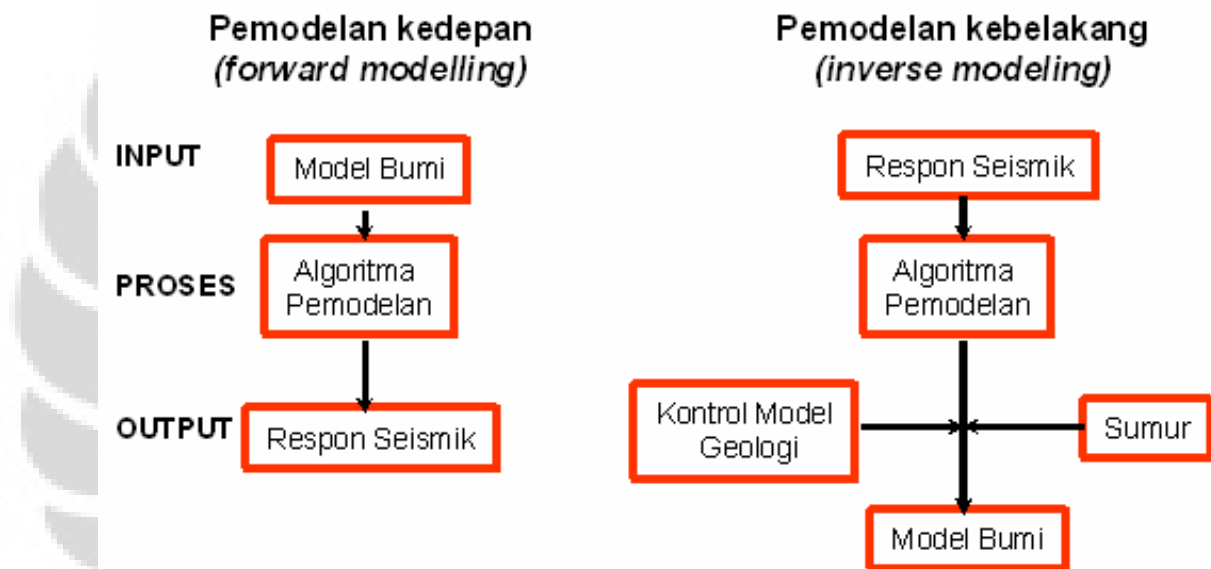 Pemodelan kedepan
(forward modelling)
INPUT
Model Bumi
PROSES
Algoritma
Pemodelan
OUTPUT
Respon Seismik
Pemodelan kebelakang
(inverse modeling)
Respon Seismik
Algoritma
Pemodelan
Kontrol Model
Geologi
Sumur
Model Bumi